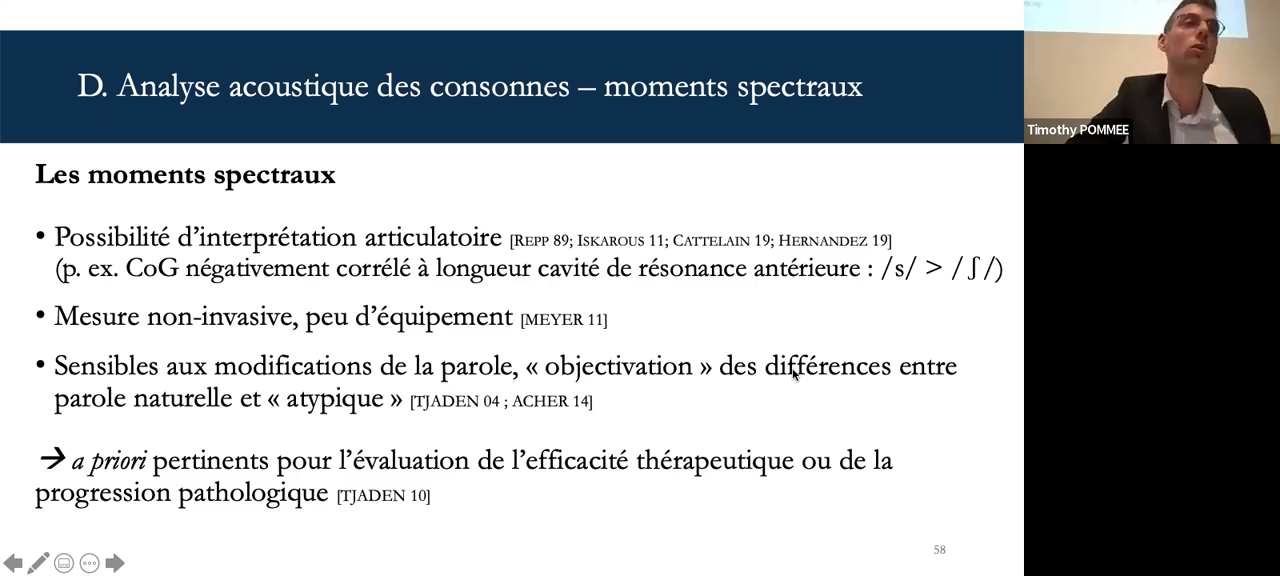 D. Analyse acoustique des consonnes – moments spectraux
Timothy POMMEE
Les moments spectraux
• Possibilité d'interprétation articulatoire [REPP 89; ISKAROUS 11; CATTELAIN 19; HERNANDEZ 19]
(p. ex. CoG négativement corrélé à longueur cavité de résonance antérieure : /s/ > /ʃ/)
• Mesure non-invasive, peu d'équipement [MEYER 11]
• Sensibles aux modifications de la parole, « objectivation » des différences entre
parole naturelle et « atypique » [TJADEN 04 ; ACHER 14]
→ a priori pertinents pour l'évaluation de l'efficacité thérapeutique ou de la
progression pathologique [TJADEN 10]
58